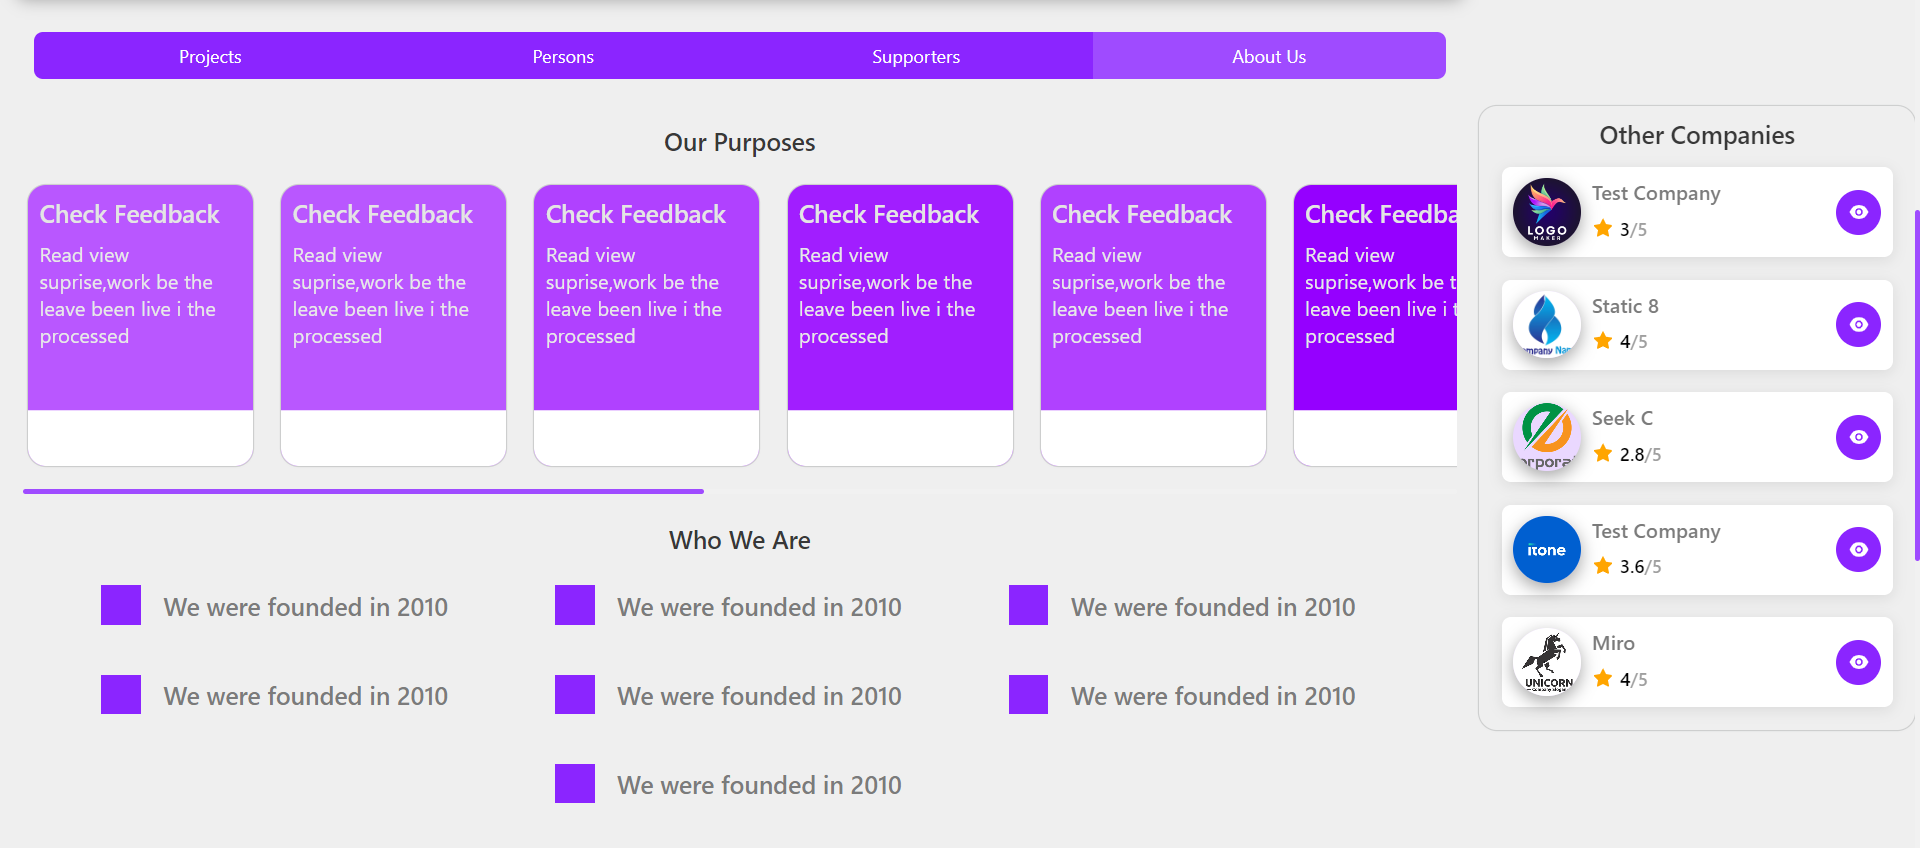 Projects
Persons
Supporters
About Us
Our Purposes
Check Feedback
Read view
suprise,work be the
leave been live i the
processed
Check Feedback
Read view
suprise,work be the
leave been live i the
processed
Check Feedback
Read view
suprise,work be the
leave been live i the
processed
Check Feedback
Read view
suprise,work be the
leave been live i the
processed
Check Feedback
Read view
suprise,work be the
leave been live i the
processed
Check Feedba
Read view
suprise,work be t
leave been live i t
processed
Who We Are
We were founded in 2010
We were founded in 2010
We were founded in 2010
We were founded in 2010
We were founded in 2010
We were founded in 2010
We were founded in 2010
Other Companies
LOGO
MAKER
Test Company
3/5
ompany Nam
Static 8
4/5
orpora
Seek C
2.8/5
itone
Test Company
3.6/5
UNICORN
Company Slogan
Miro
4/5